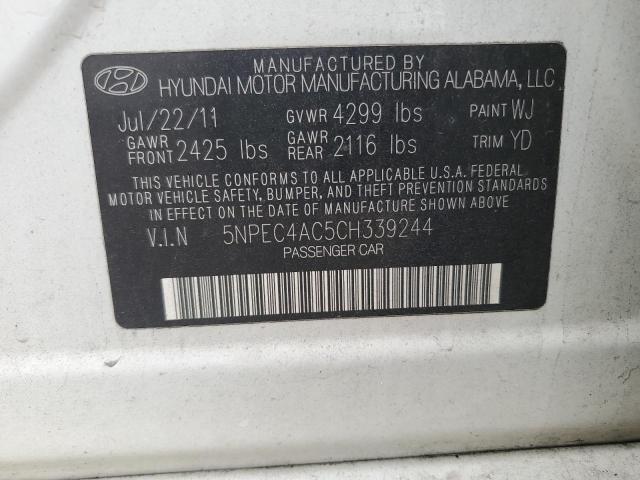 MANUFACTURED BY
HYUNDAI MOTOR MANUFACTURING ALABAMA, LLC
Jul/22/11 GVWR 4299 lbs PAINT WJ
GAWR FRONT 2425 lbs GAWR REAR 2116 lbs TRIM YD
THIS VEHICLE CONFORMS TO ALL APPLICABLE U.S.A. FEDERAL
MOTOR VEHICLE SAFETY, BUMPER, AND THEFT PREVENTION STANDARDS
IN EFFECT ON THE DATE OF MANUFACTURE SHOWN ABOVE
V.I.N 5NPEC4AC5CH339244
PASSENGER CAR